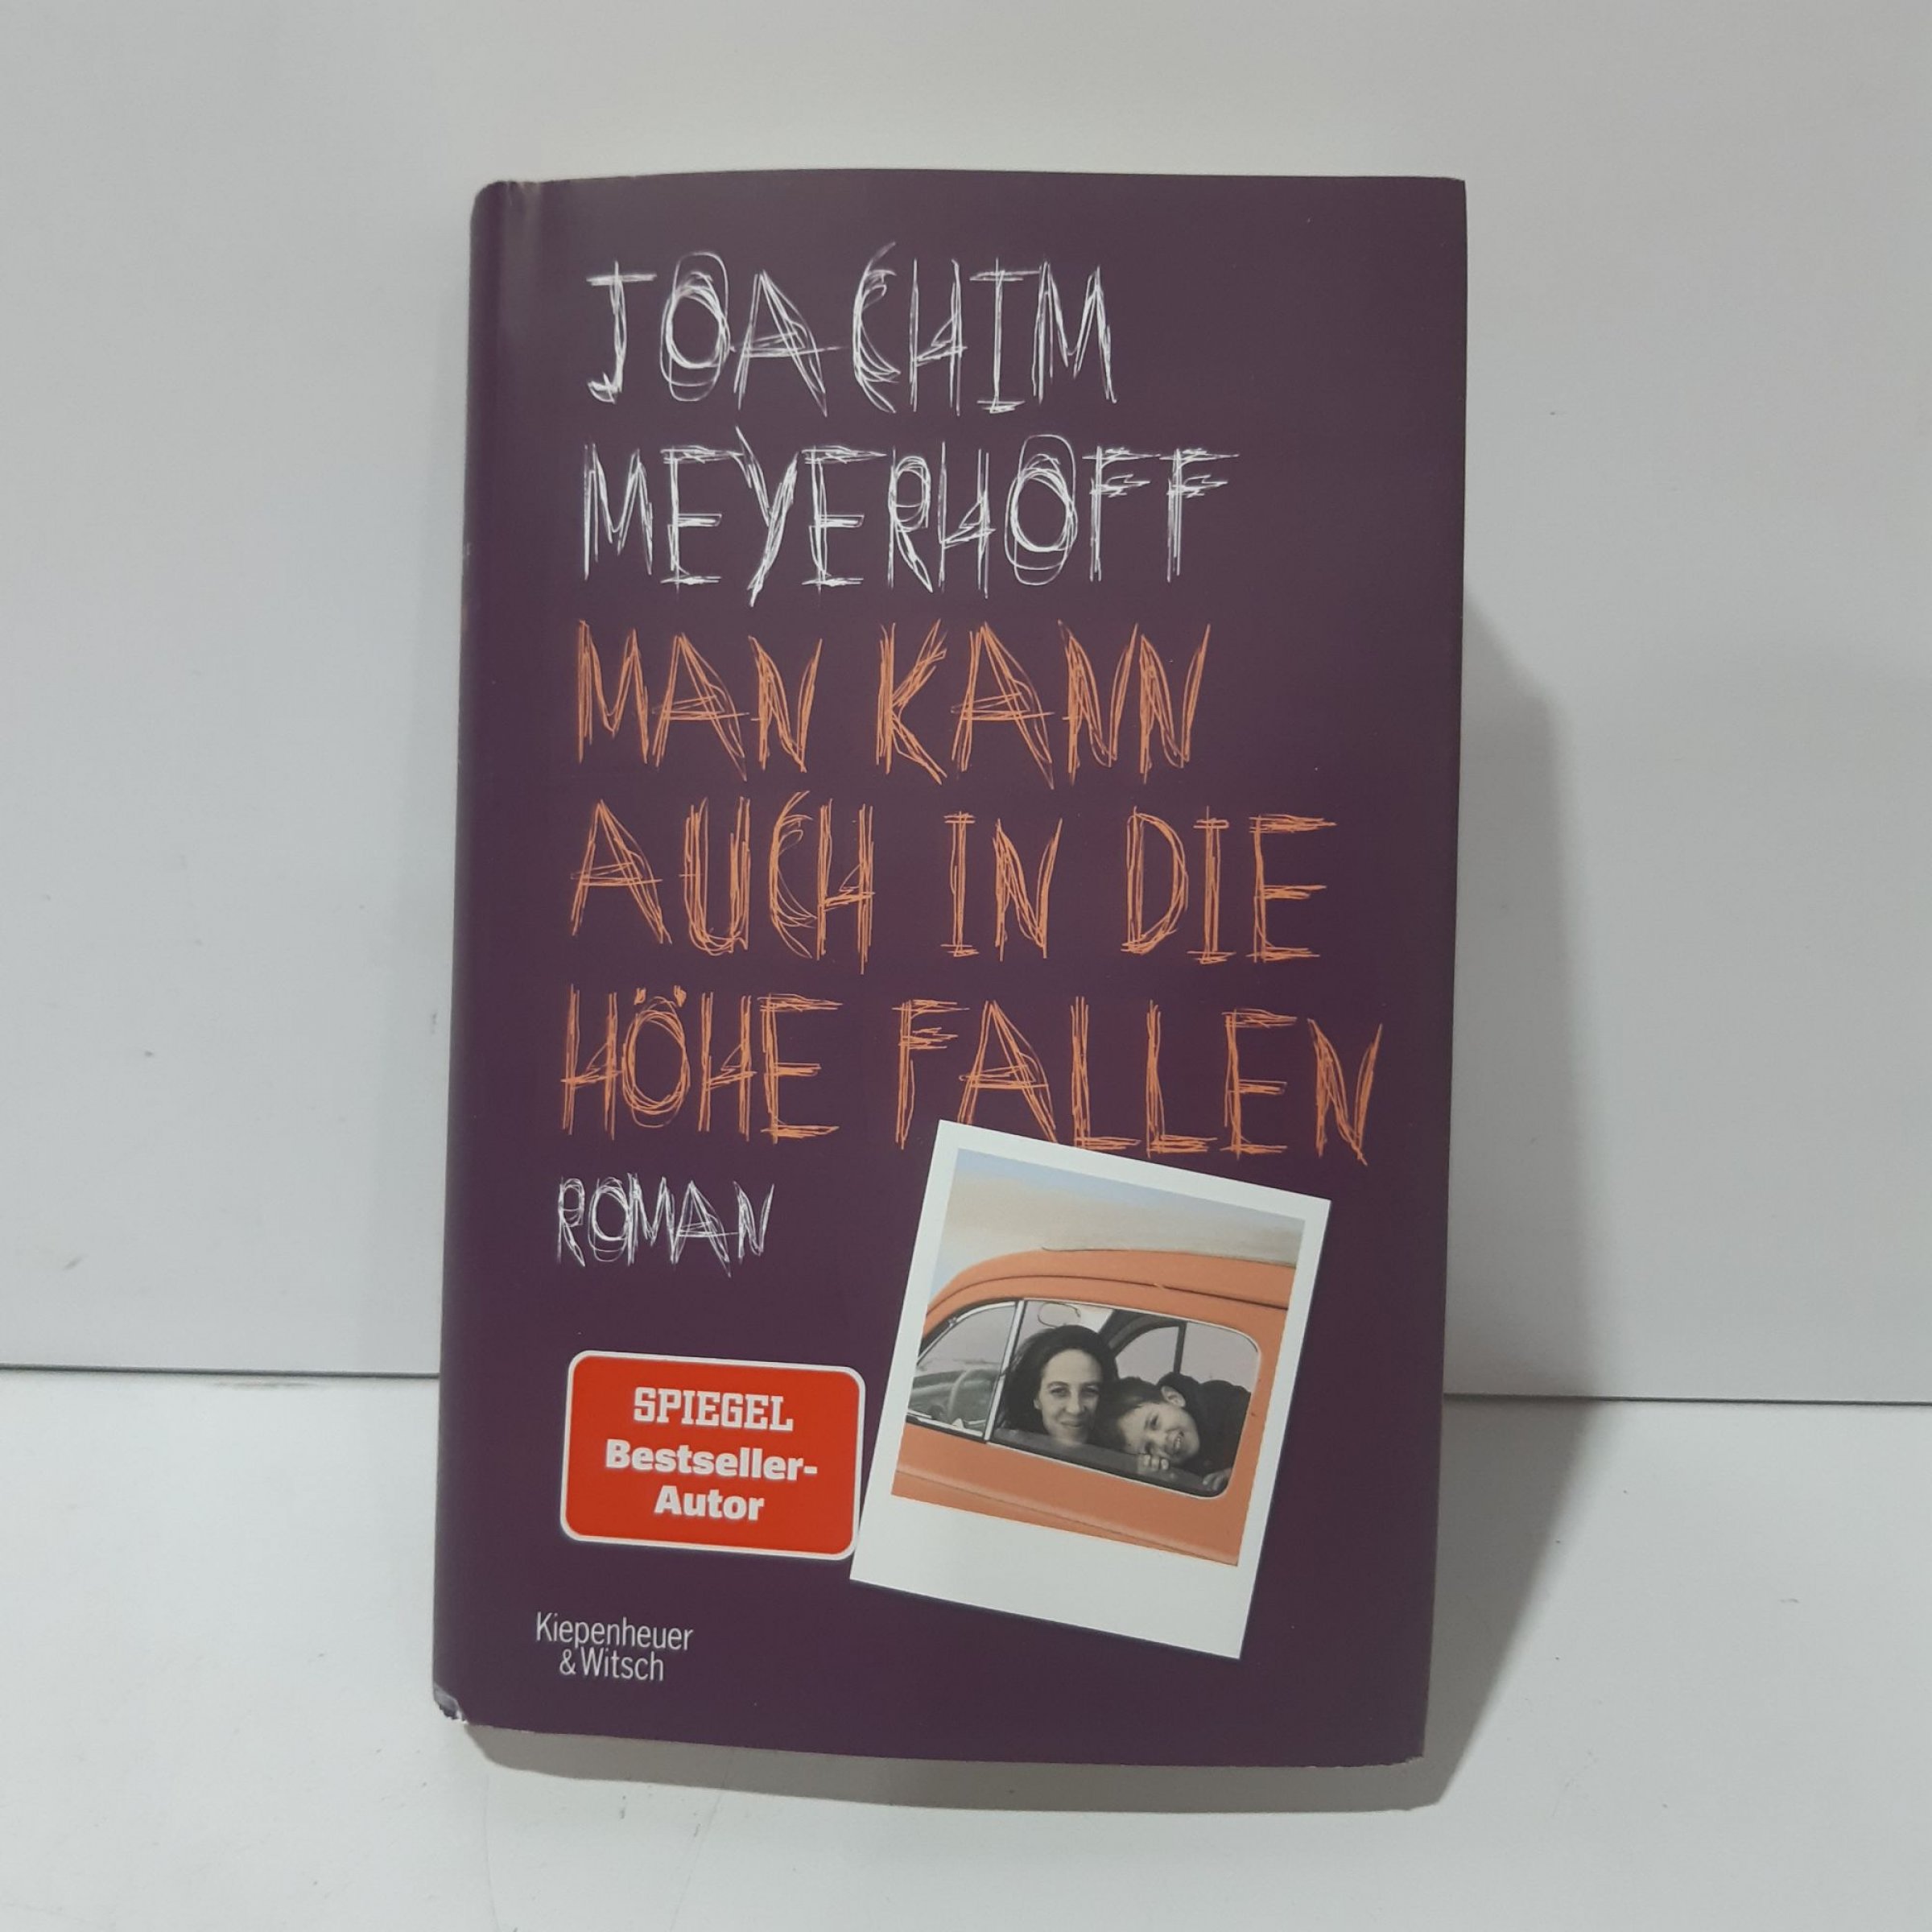 JOACHIM
MEYERHOFF
MAN KANN
AUCH IN DIE
HÖHE FALLEN
ROMAN
SPIEGEL
Bestseller-
Autor
Kiepenheuer
& Witsch